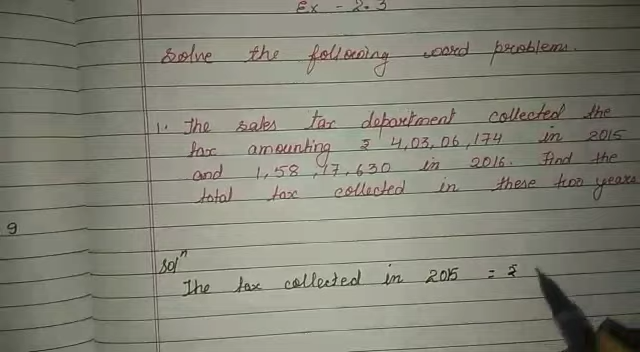 Ex - 2.3
Solve the following word problem.
1. The sales tax department collected the
tax amounting ₹ 4,03,06,174 in 2015
and 1,58,17,630 in 2016. Find the
total tax collected in these two years
9
Solⁿ
The tax collected in 2015 = ₹